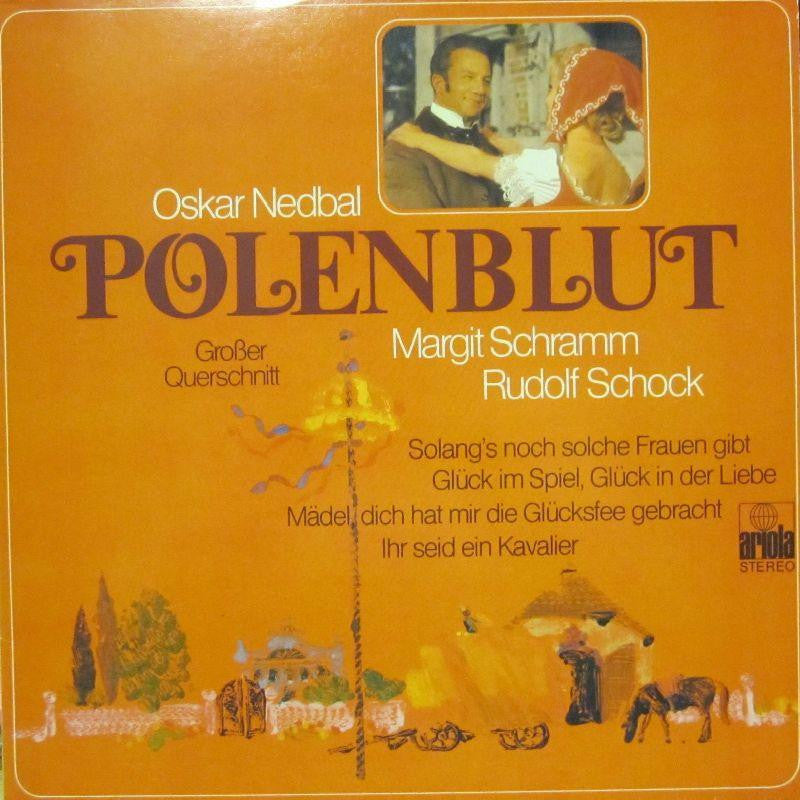 Oskar Nedbal
POLENBLUT
Großer
Querschnitt
Margit Schramm
Rudolf Schock
Solang's noch solche Frauen gibt
Glück im Spiel, Glück in der Liebe
Mädel, dich hat mir die Glücksfee gebracht
Ihr seid ein Kavalier
ariola
STEREO